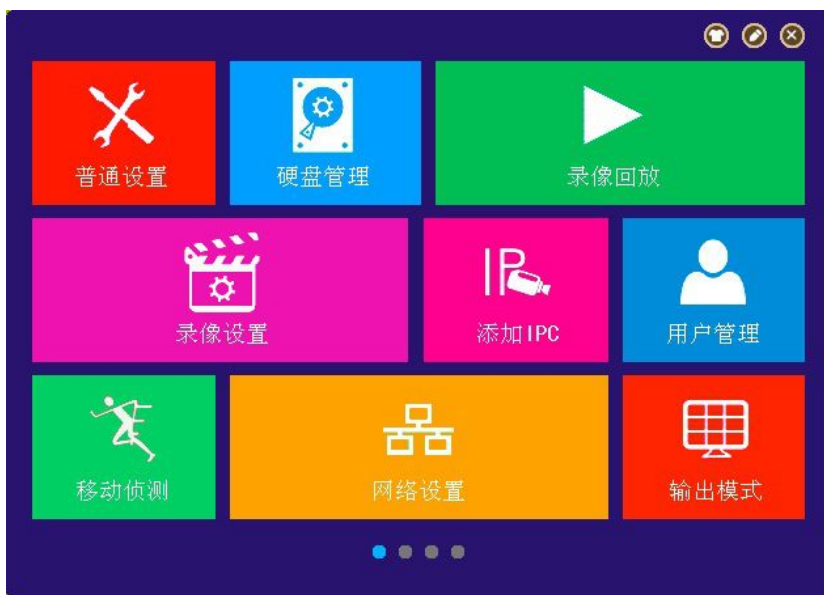 普通设置
硬盘管理
录像回放
录像设置
IP
添加IPC
用户管理
移动侦测
网络设置
输出模式